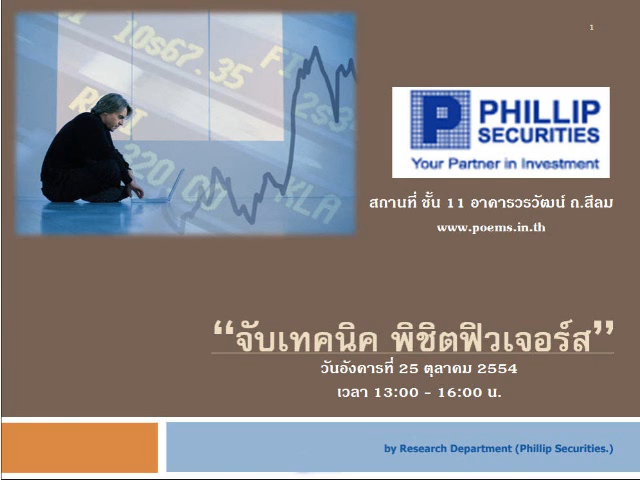 1
10s67.35
PHILLIP
SECURITIES
Your Partner in Investment
สถานที่ ชั้น 11 อาคารวรวัฒน์ ถ.สีลม
www.poems.in.th
“จับเทคนิค พิชิตฟิวเจอร์ส”
วันอังคารที่ 25 ตุลาคม 2554
เวลา 13:00 - 16:00 น.
by Research Department (Phillip Securities.)